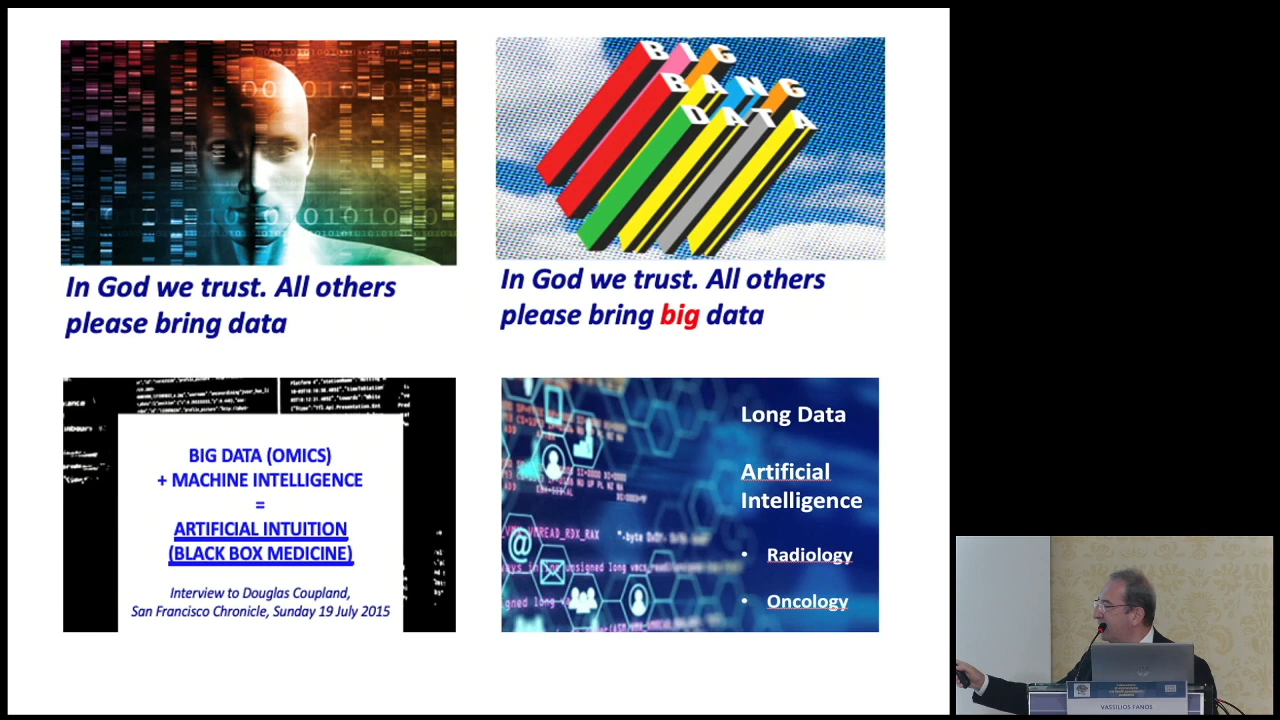 In God we trust. All others
please bring data
BIG
BANG
DATA
In God we trust. All others
please bring big data
BIG DATA (OMICS)
+ MACHINE INTELLIGENCE
=
ARTIFICIAL INTUITION
(BLACK BOX MEDICINE)
Interview to Douglas Coupland,
San Francisco Chronicle, Sunday 19 July 2015
Long Data
Artificial
Intelligence
• Radiology
• Oncology
VASSILIOS FANOS